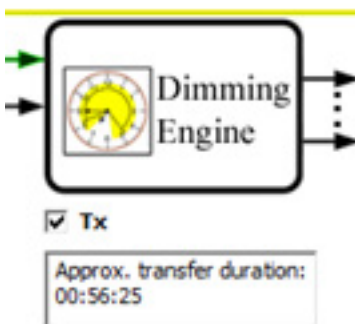 Dimming
Engine
Tx
Approx. transfer duration:
00:56:25